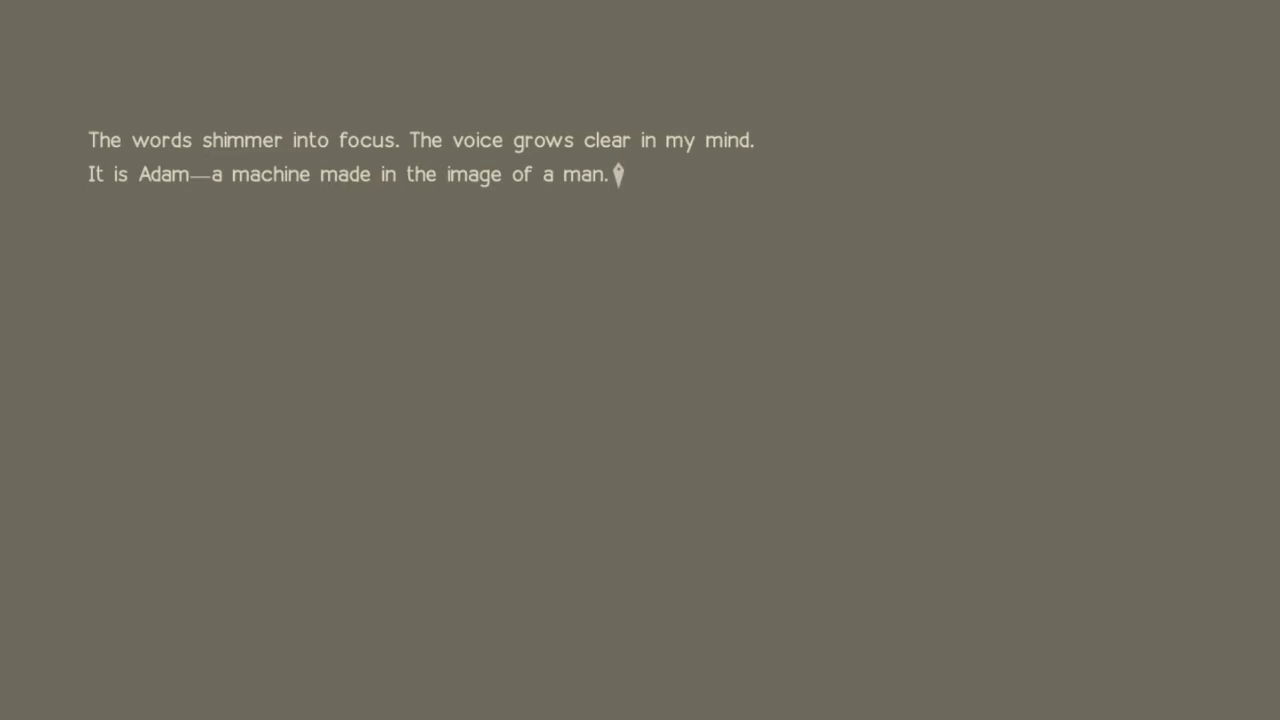 The words shimmer into focus. The voice grows clear in my mind.
It is Adam—a machine made in the image of a man.